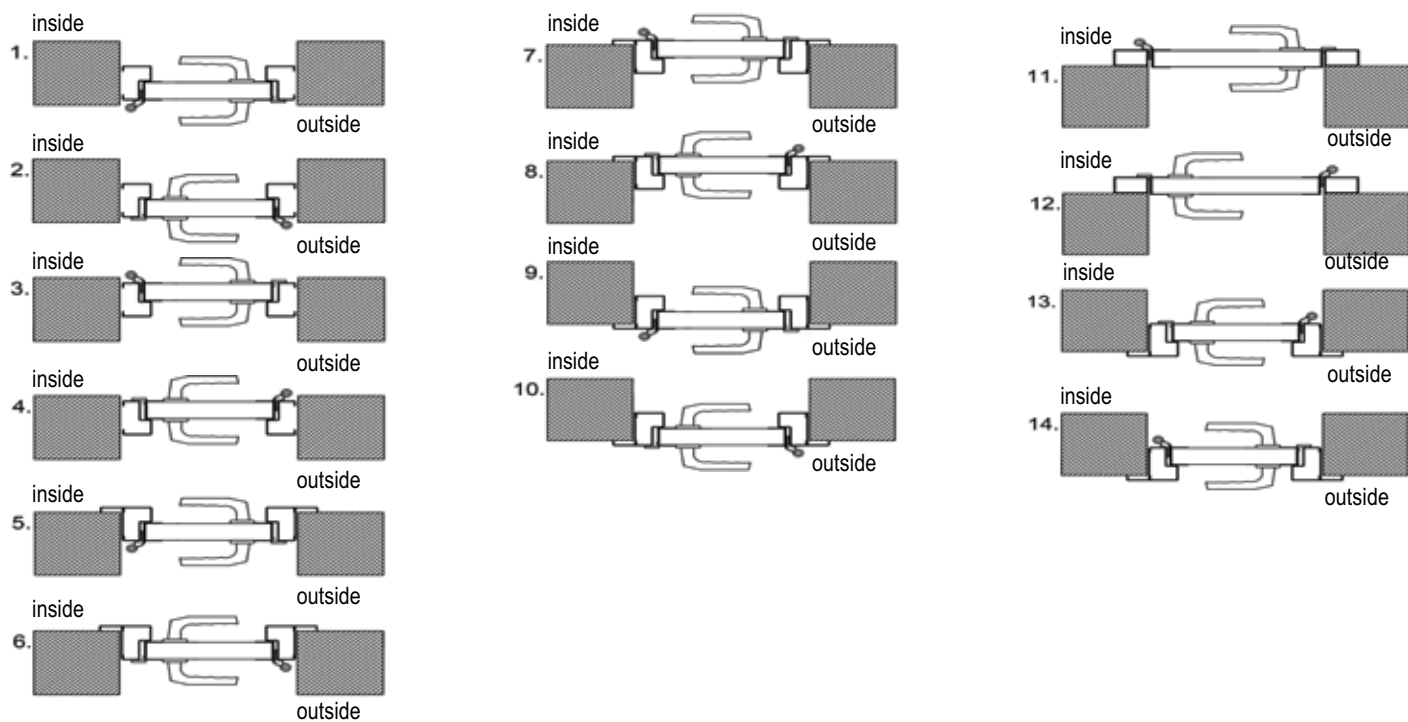 inside
1.
outside
inside
2.
outside
inside
3.
outside
inside
4.
outside
inside
5.
outside
inside
6.
outside
inside
7.
outside
inside
8.
outside
inside
9.
outside
inside
10.
outside
inside
11.
outside
inside
12.
outside
inside
13.
outside
inside
14.
outside